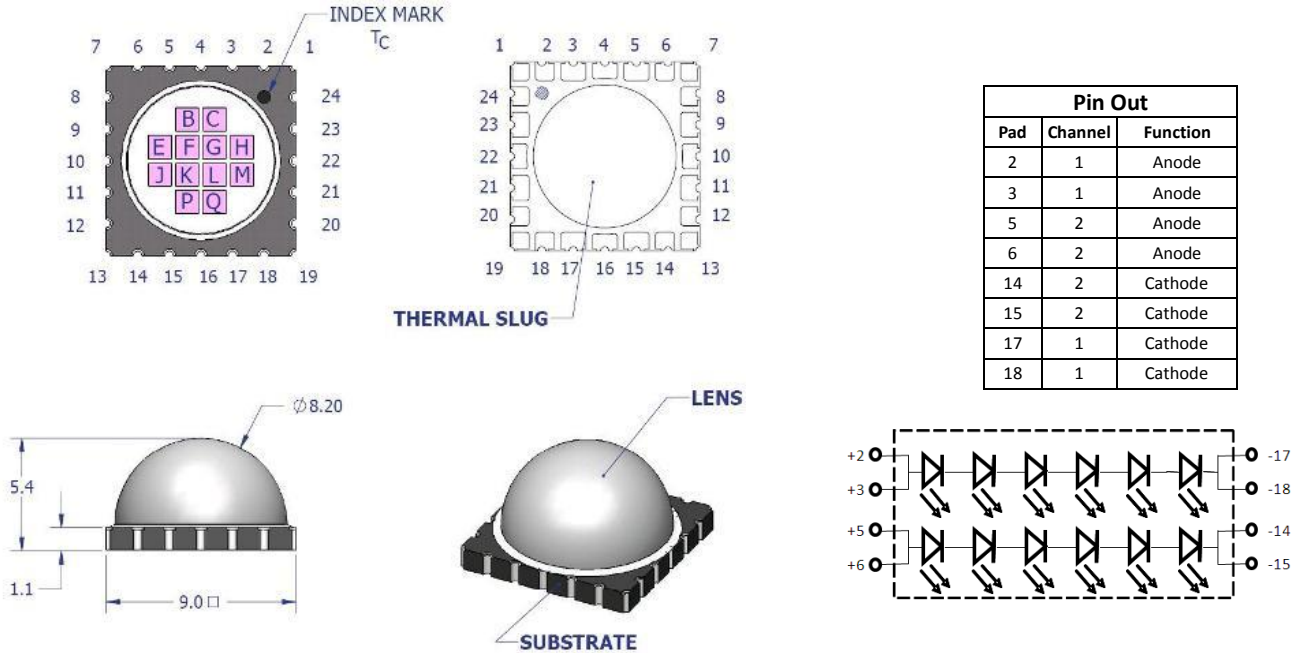 INDEX MARK
TC
7 6 5 4 3 2 1
8 24
9 23
10 22
11 21
12 20
13 14 15 16 17 18 19
B C
E F G H
J K L M
P Q
1 2 3 4 5 6 7
24 8
23 9
22 10
21 11
20 12
19 18 17 16 15 14 13
THERMAL SLUG
Pin Out
Pad Channel Function
2 1 Anode
3 1 Anode
5 2 Anode
6 2 Anode
14 2 Cathode
15 2 Cathode
17 1 Cathode
18 1 Cathode
Ø8.20
5.4
1.1
9.0 □
LENS
SUBSTRATE
+2 -17
+3 -18
+5 -14
+6 -15